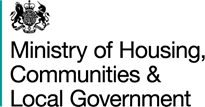 Ministry of Housing,
Communities &
Local Government